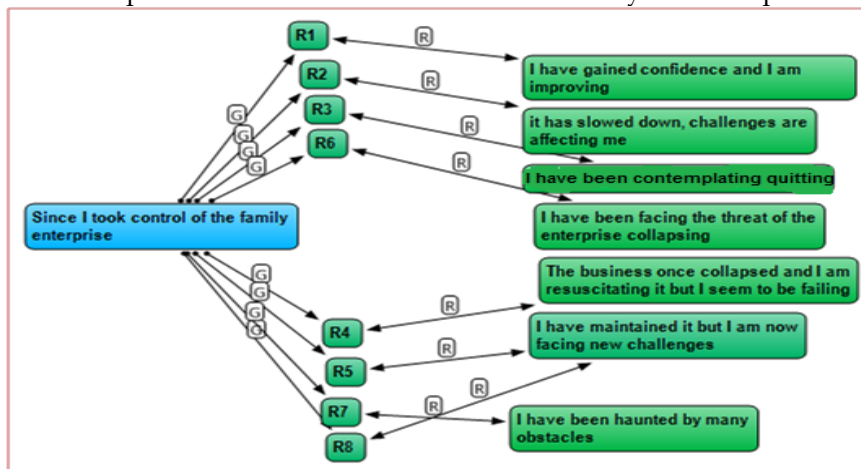 R1
R
I have gained confidence and I am
improving
R2
R
it has slowed down, challenges are
affecting me
R3
R
I have been contemplating quitting
R6
R
I have been facing the threat of the
enterprise collapsing
G
G
G
G
Since I took control of the family
enterprise
G
G
G
G
The business once collapsed and I am
resuscitating it but I seem to be failing
R4
R
I have maintained it but I am now
facing new challenges
R5
R
R7
R
I have been haunted by many
obstacles
R8
R